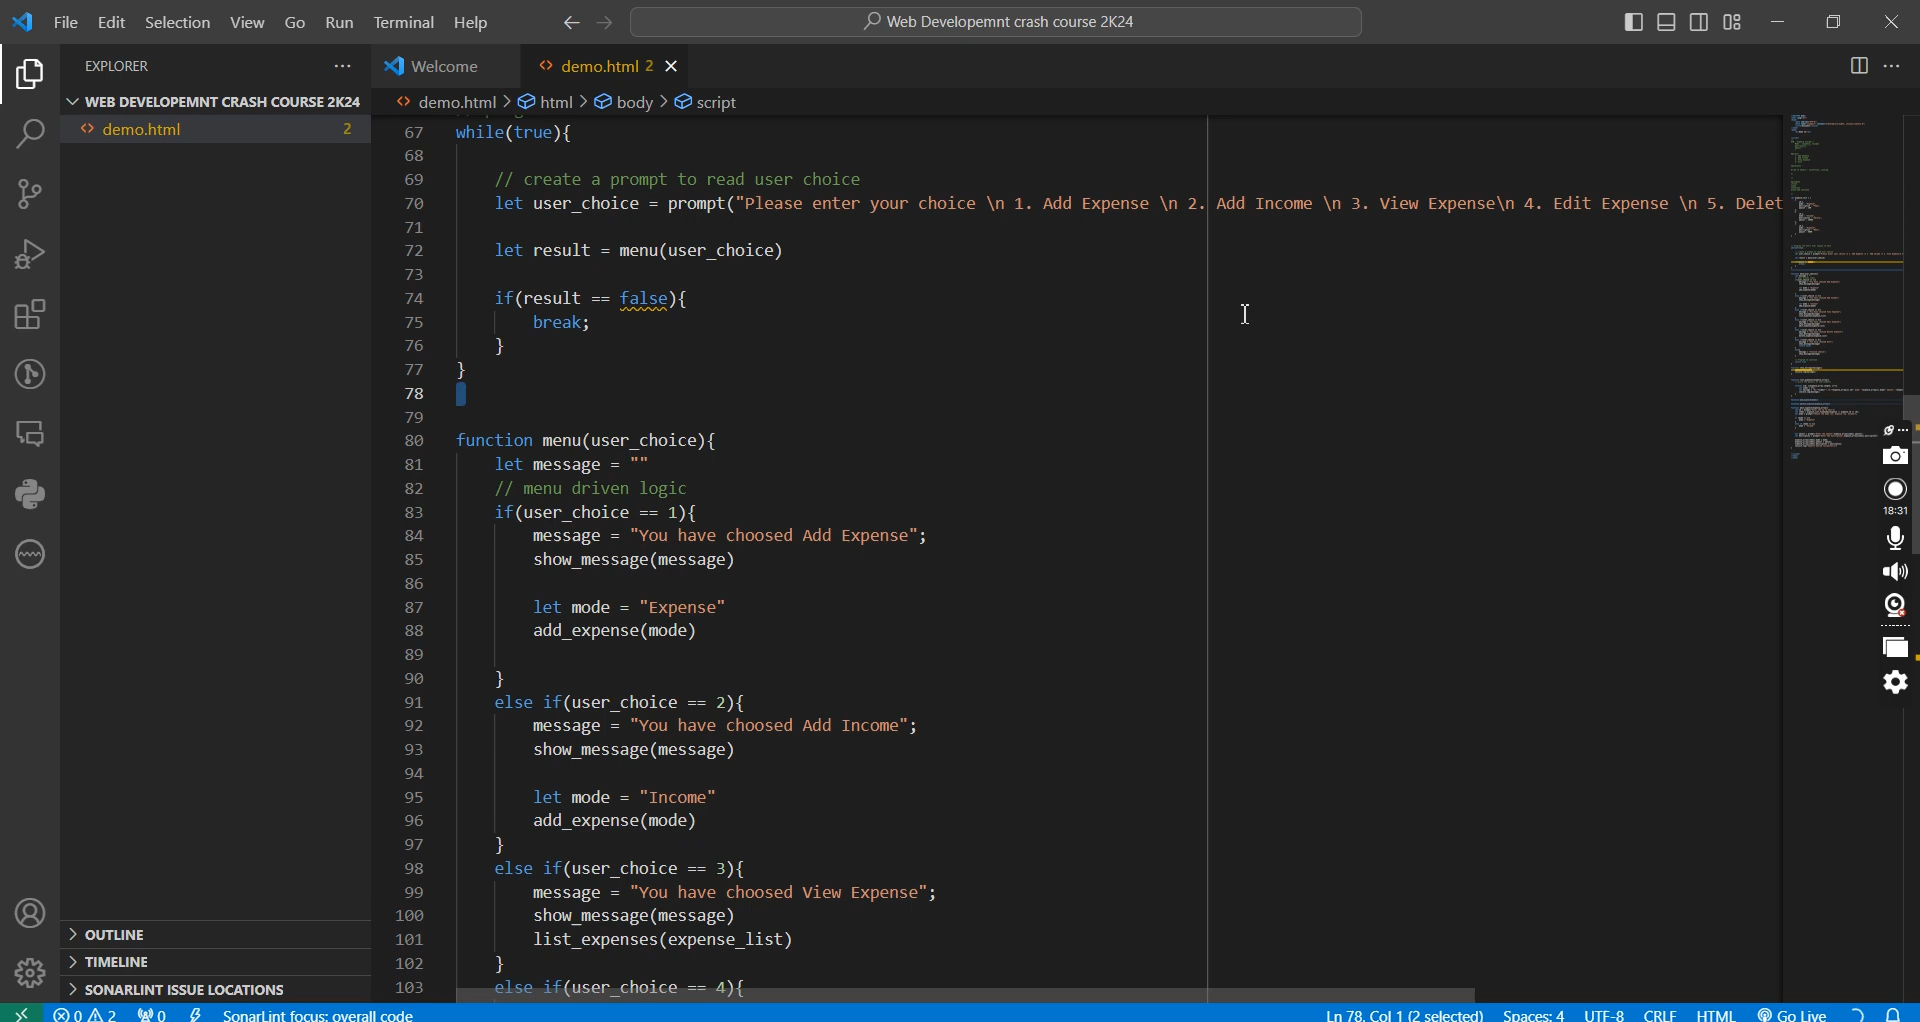 File Edit Selection View Go Run Terminal Help
Web Developemnt crash course 2K24
EXPLORER
Welcome
demo.html 2
WEB DEVELOPEMNT CRASH COURSE 2K24
demo.html 2
demo.html > html > body > script
67 while(true){
68
69 // create a prompt to read user choice
70 let user_choice = prompt("Please enter your choice \n 1. Add Expense \n 2. Add Income \n 3. View Expense\n 4. Edit Expense \n 5. Delet
71
72 let result = menu(user_choice)
73
74 if(result == false){
75 break;
76 }
77 }
78
79
80 function menu(user_choice){
81 let message = ""
82 // menu driven logic
83 if(user_choice == 1){
84 message = "You have choosed Add Expense";
85 show_message(message)
86
87 let mode = "Expense"
88 add_expense(mode)
89
90 }
91 else if(user_choice == 2){
92 message = "You have choosed Add Income";
93 show_message(message)
94
95 let mode = "Income"
96 add_expense(mode)
97 }
98 else if(user_choice == 3){
99 message = "You have choosed View Expense";
100 show_message(message)
101 list_expenses(expense_list)
102 }
103 else if(user_choice == 4){
18:31
OUTLINE
TIMELINE
SONARLINT ISSUE LOCATIONS
0 2 0 SonarLint focus: overall code Ln 78, Col 1 (2 selected) Spaces: 4 UTF-8 CRLF HTML Go Live